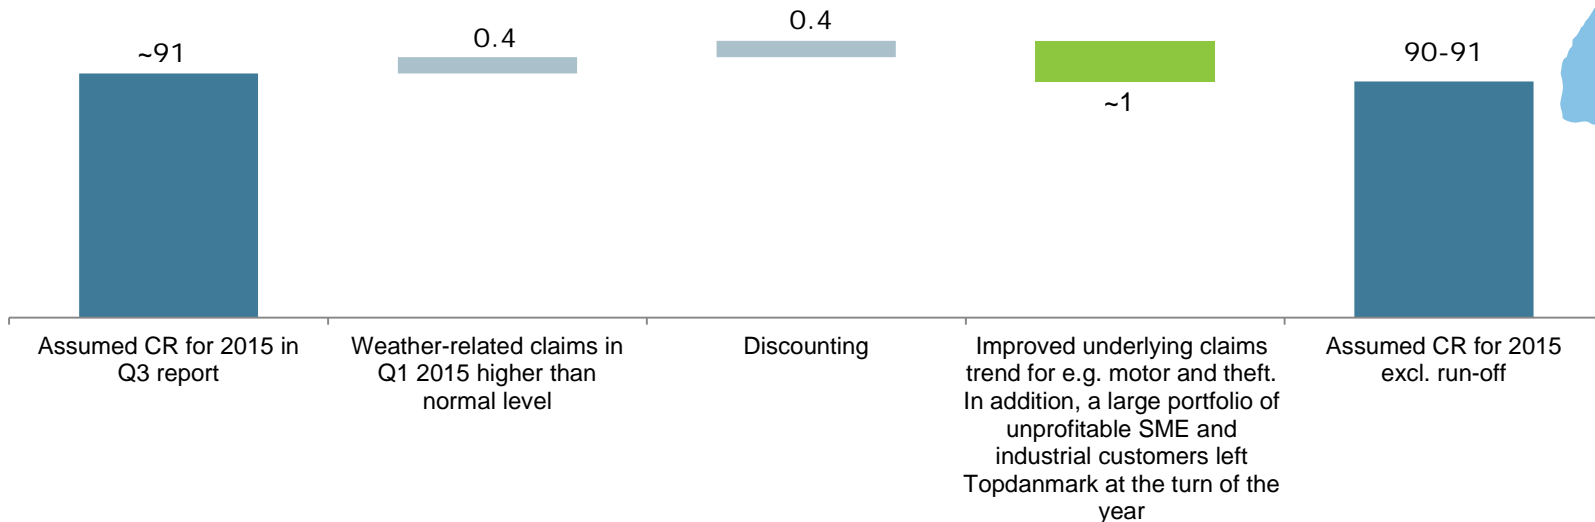 ~91
0.4
0.4
~1
90-91
Assumed CR for 2015 in
Q3 report
Weather-related claims in
Q1 2015 higher than
normal level
Discounting
Improved underlying claims
trend for e.g. motor and theft.
In addition, a large portfolio of
unprofitable SME and
industrial customers left
Topdanmark at the turn of the
year
Assumed CR for 2015
excl. run-off